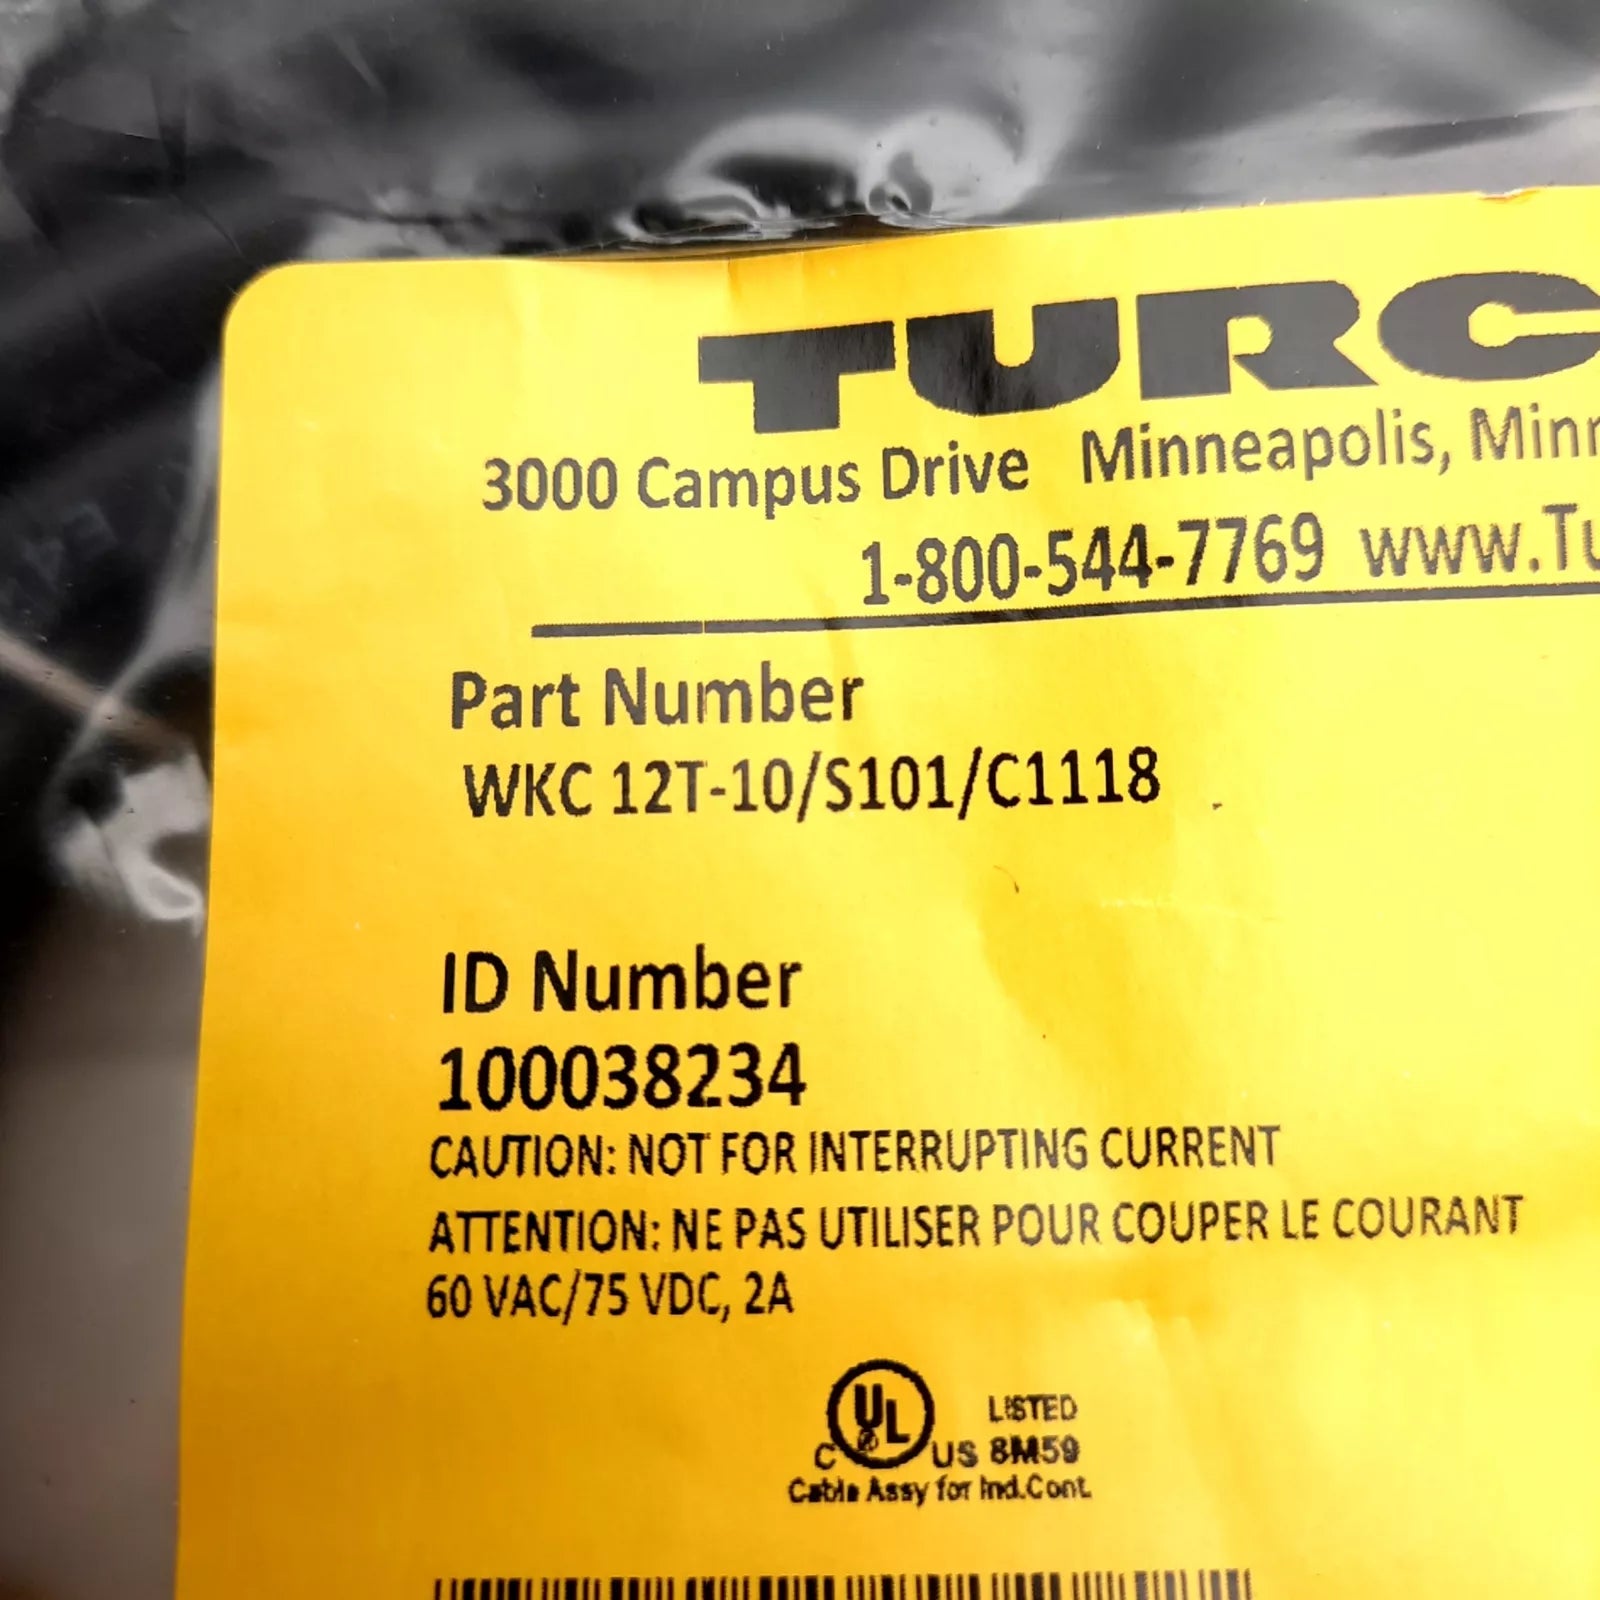 TURC
3000 Campus Drive Minneapolis, Minn
1-800-544-7769 www.Tu
Part Number
WKC 12T-10/S101/C1118
ID Number
100038234
CAUTION: NOT FOR INTERRUPTING CURRENT
ATTENTION: NE PAS UTILISER POUR COUPER LE COURANT
60 VAC/75 VDC, 2A
C UL US LISTED
8M59
Cable Assy for Ind.Cont.